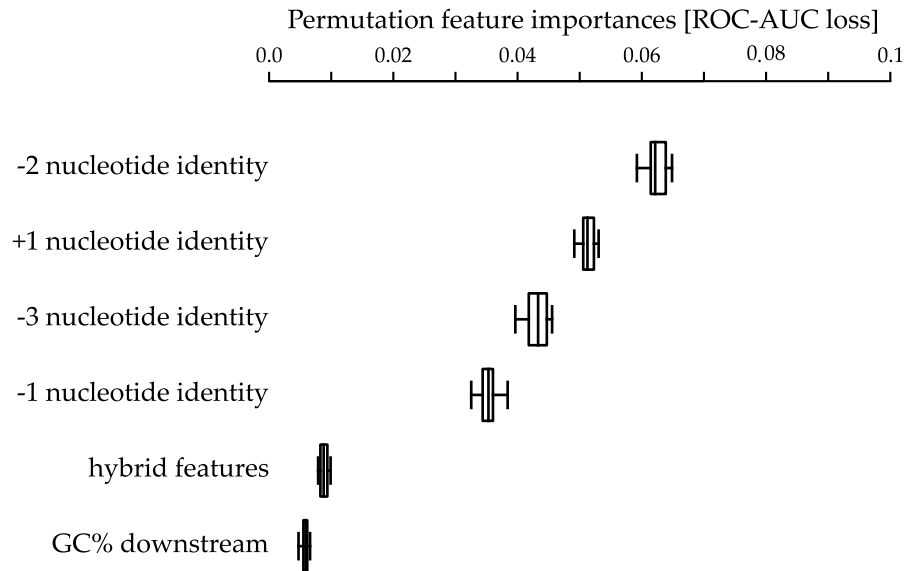 Permutation feature importances [ROC-AUC loss]
0.0 0.02 0.04 0.06 0.08 0.1
-2 nucleotide identity
+1 nucleotide identity
-3 nucleotide identity
-1 nucleotide identity
hybrid features
GC% downstream